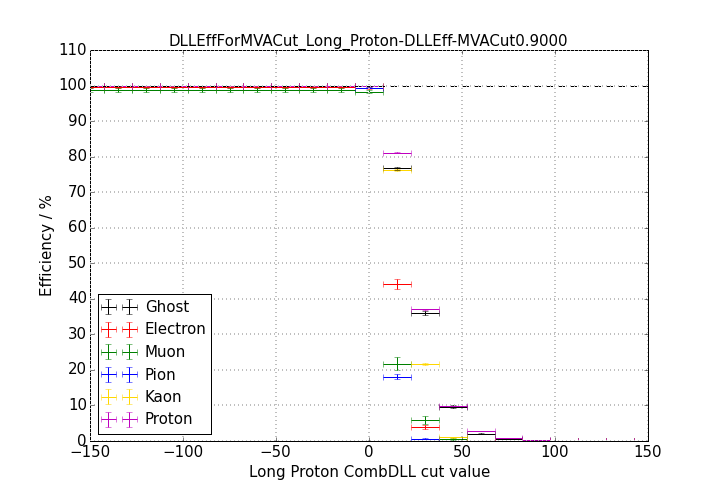 DLLEffForMVACut_Long_Proton-DLLEff-MVACut0.9000
110
100
90
80
70
60
50
40
30
20
10
0
Efficiency / %
Ghost
Electron
Muon
Pion
Kaon
Proton
−150 −100 −50 0 50 100 150
Long Proton CombDLL cut value